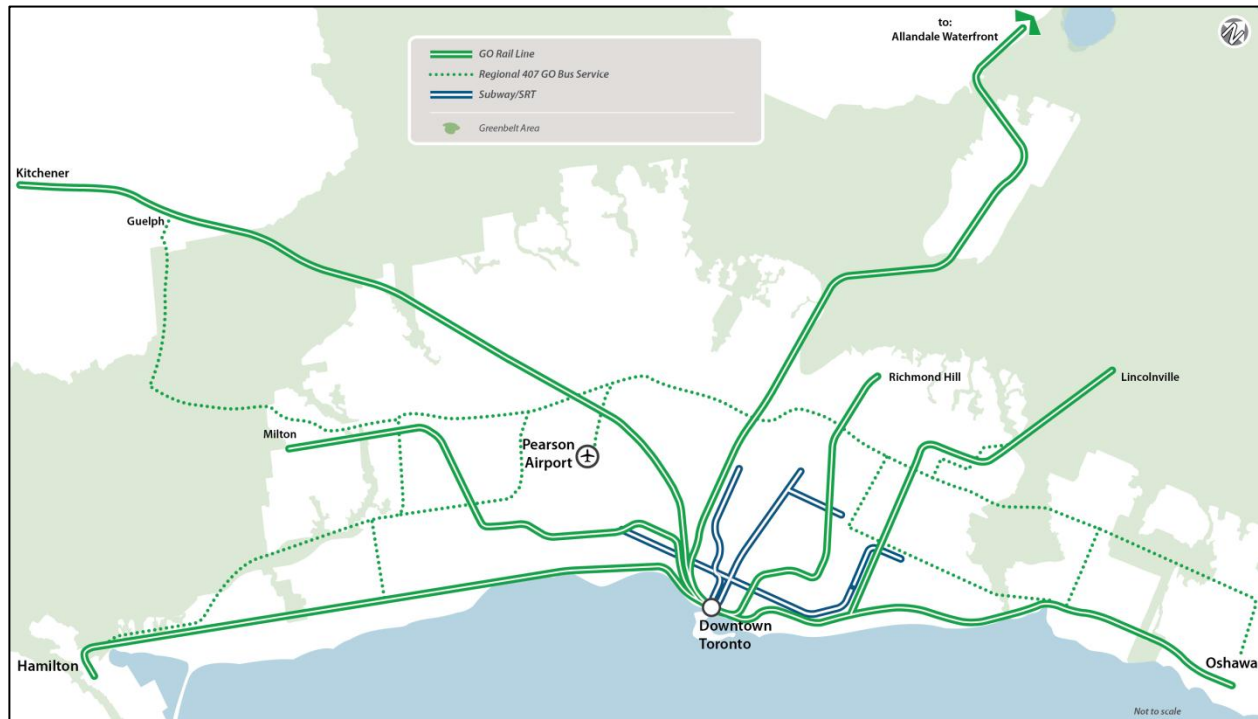 to:
Allandale Waterfront
GO Rail Line
Regional 407 GO Bus Service
Subway/SRT
Greenbelt Area
Kitchener
Guelph
Richmond Hill
Lincolnville
Milton
Pearson
Airport
Downtown
Toronto
Hamilton
Oshawa
Not to scale